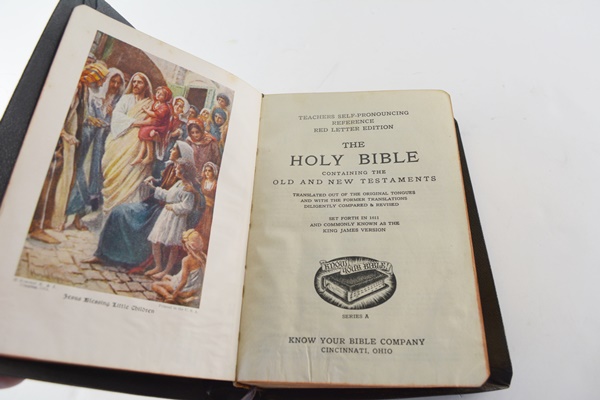 Jesus Blessing Little Children
TEACHERS SELF-PRONOUNCING
REFERENCE
RED LETTER EDITION
THE
HOLY BIBLE
CONTAINING THE
OLD AND NEW TESTAMENTS
TRANSLATED OUT OF THE ORIGINAL TONGUES
AND WITH THE FORMER TRANSLATIONS
DILIGENTLY COMPARED & REVISED
SET FORTH IN 1611
AND COMMONLY KNOWN AS THE
KING JAMES VERSION
KNOW YOUR BIBLE!
SERIES A
KNOW YOUR BIBLE COMPANY
CINCINNATI, OHIO